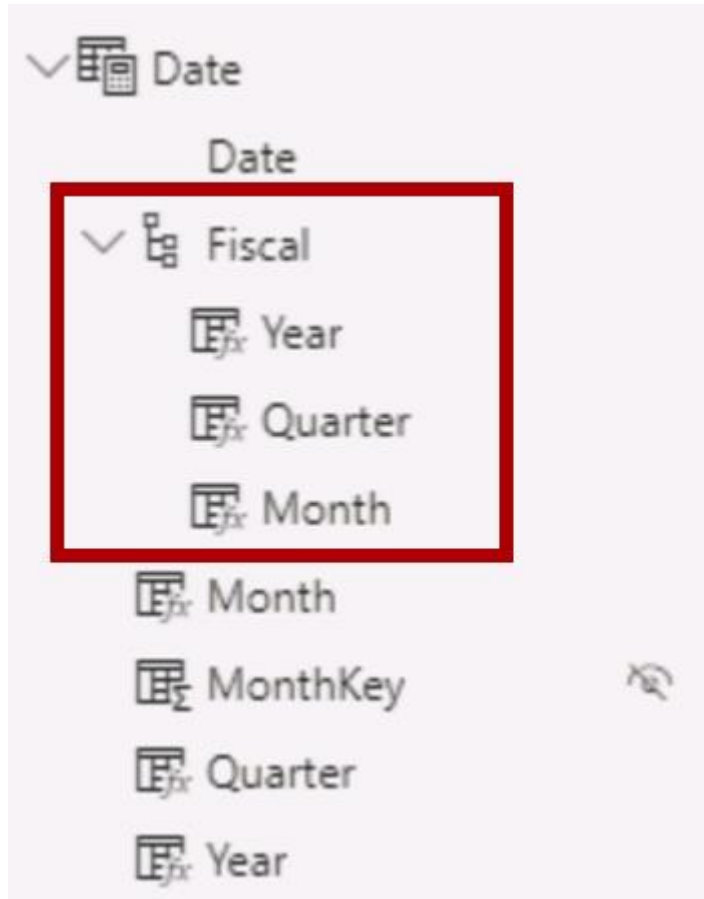 Date
Date
Fiscal
Year
Quarter
Month
Month
MonthKey
Quarter
Year